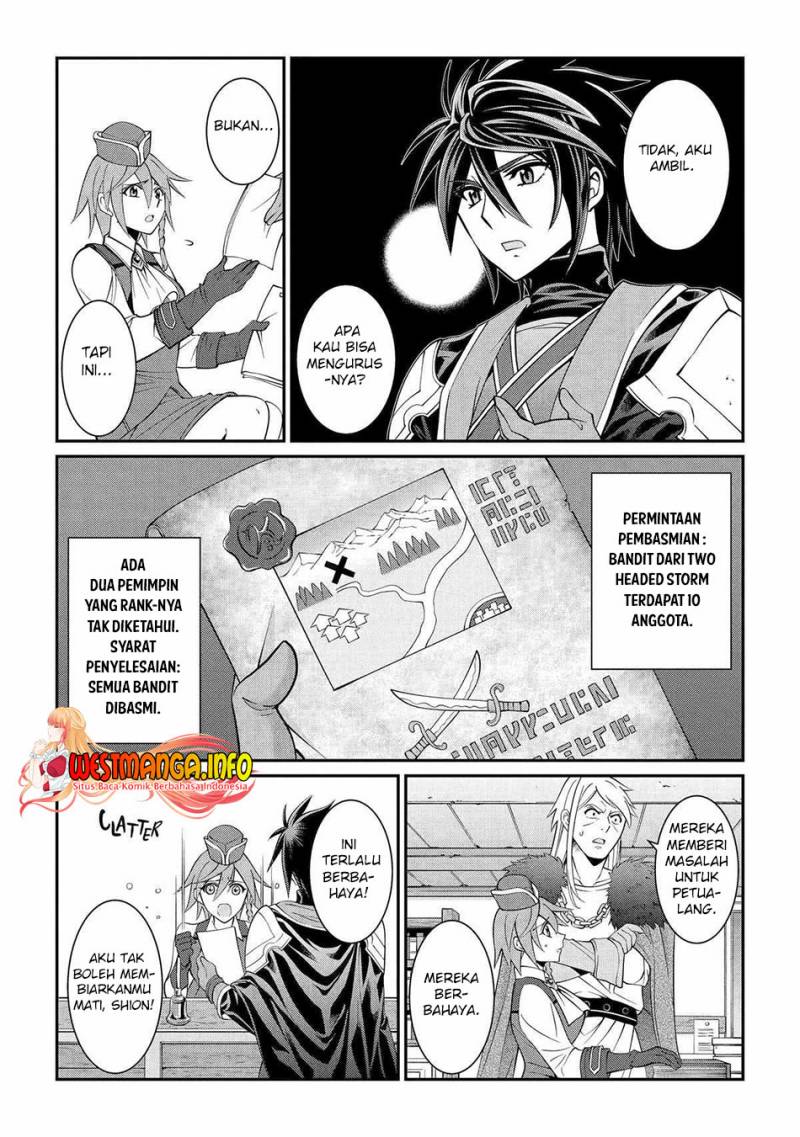 TIDAK, AKU
AMBIL.
APA
KAU BISA
MENGURUS
-NYA?
BUKAN...
TAPI
INI...
PERMINTAAN
PEMBASMIAN :
BANDIT DARI TWO
HEADED STORM
TERDAPAT 10
ANGGOTA.
ADA
DUA PEMIMPIN
YANG RANK-NYA
TAK DIKETAHUI.
SYARAT
PENYELESAIAN:
SEMUA BANDIT
DIBASMI.
WESTMANGA.INFO
Situs Baca Komik Berbahasa Indonesia
MEREKA
MEMBERI
MASALAH
UNTUK
PETUA-
LANG.
MEREKA
BER-
BAHAYA.
CLATTER
INI
TERLALU
BERBA-
HAYA!
AKU TAK
BOLEH MEM-
BIARKANMU
MATI, SHION!